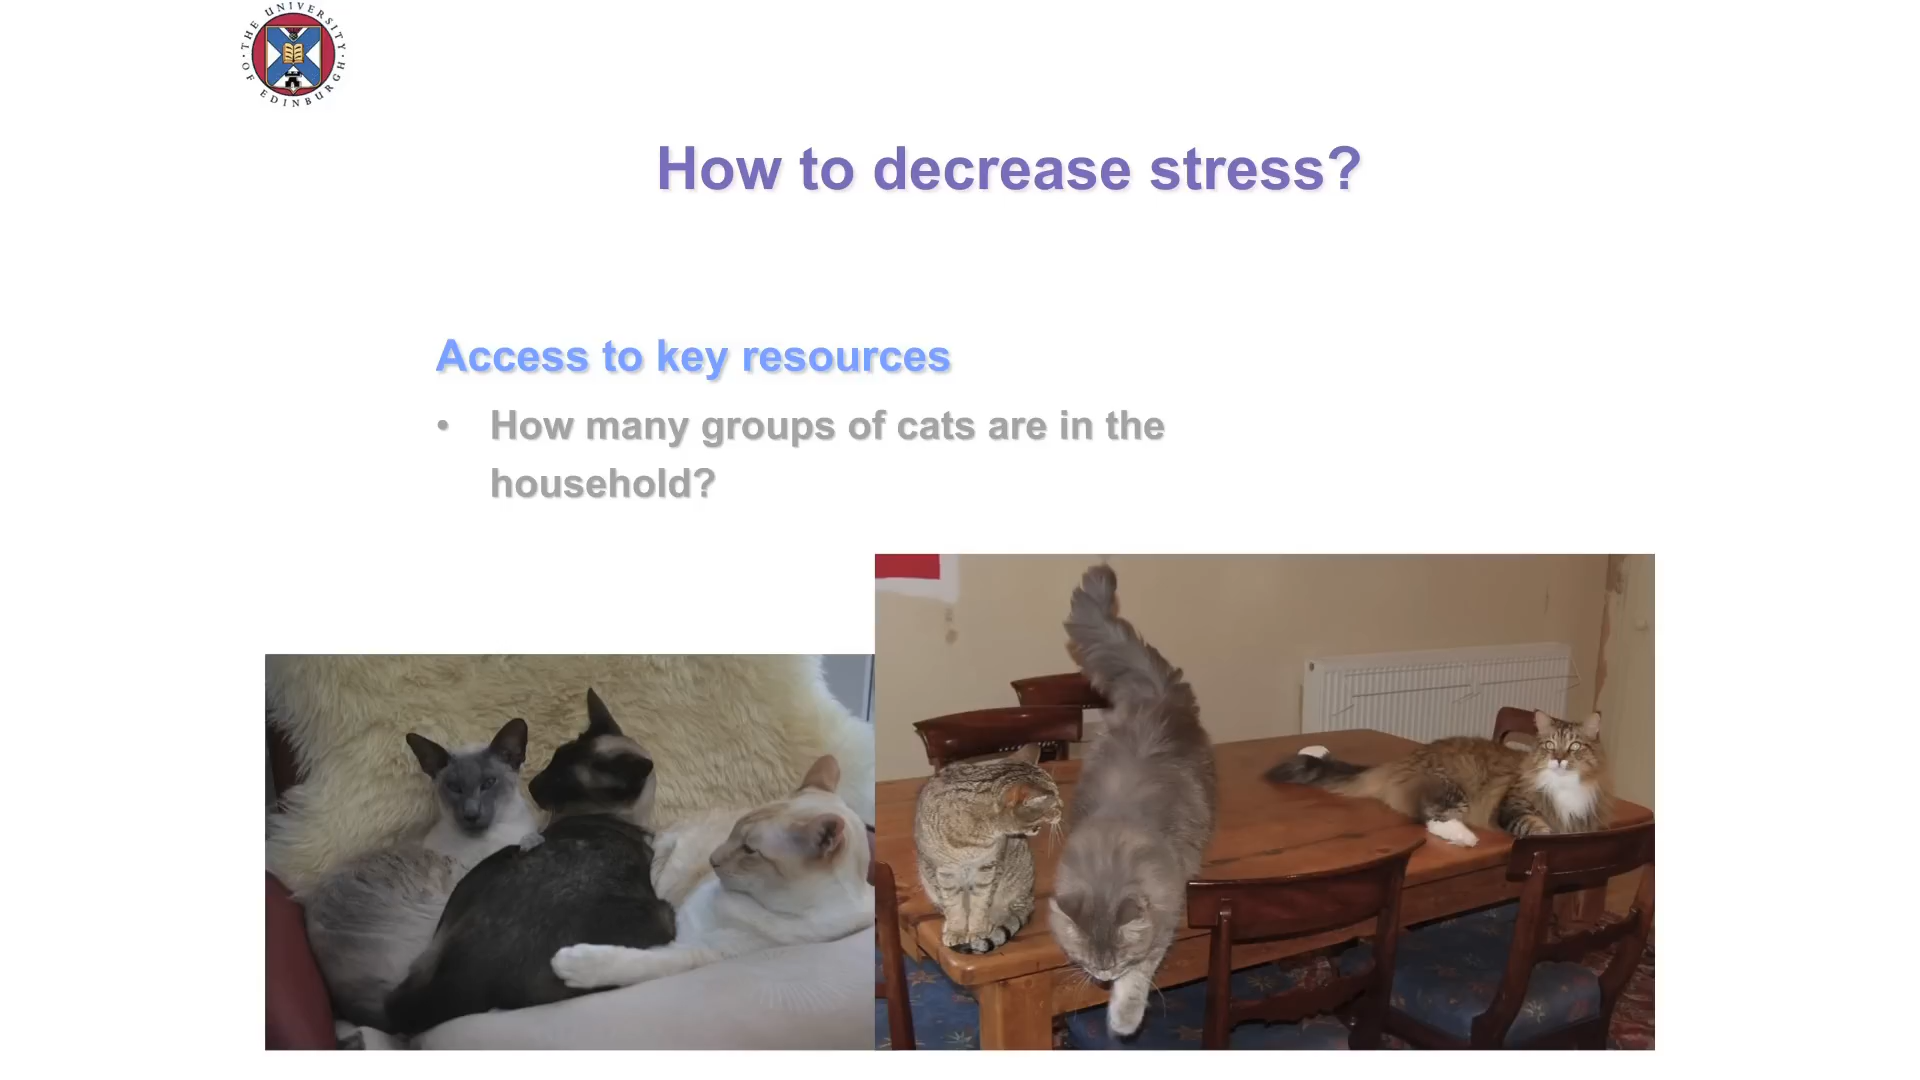 THE UNIVERSITY OF EDINBURGH
How to decrease stress?
Access to key resources
• How many groups of cats are in the
household?